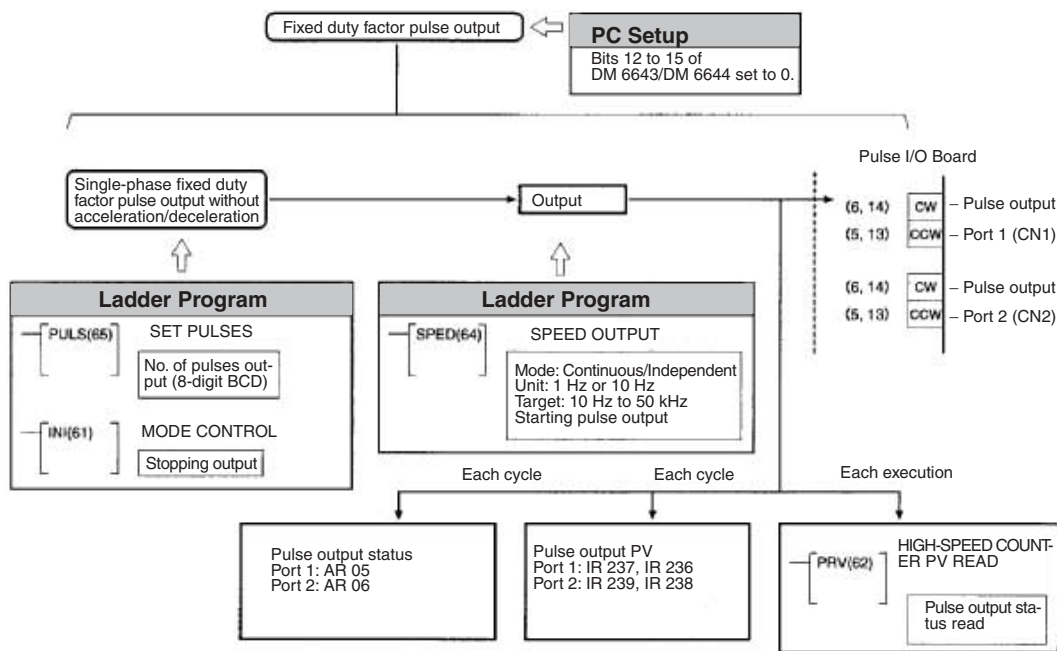 Fixed duty factor pulse output
PC Setup
Bits 12 to 15 of
DM 6643/DM 6644 set to 0.
Pulse I/O Board
Single-phase fixed duty
factor pulse output without
acceleration/deceleration
Output
(6, 14) CW – Pulse output
(5, 13) CCW – Port 1 (CN1)
(6, 14) CW – Pulse output
(5, 13) CCW – Port 2 (CN2)
Ladder Program
PULS(65) SET PULSES
No. of pulses out-
put (8-digit BCD)
INI(61) MODE CONTROL
Stopping output
Ladder Program
SPED(64) SPEED OUTPUT
Mode: Continuous/Independent
Unit: 1 Hz or 10 Hz
Target: 10 Hz to 50 kHz
Starting pulse output
Each cycle
Each cycle
Each execution
Pulse output status
Port 1: AR 05
Port 2: AR 06
Pulse output PV
Port 1: IR 237, IR 236
Port 2: IR 239, IR 238
PRV(62)
HIGH-SPEED COUNT-
ER PV READ
Pulse output sta-
tus read